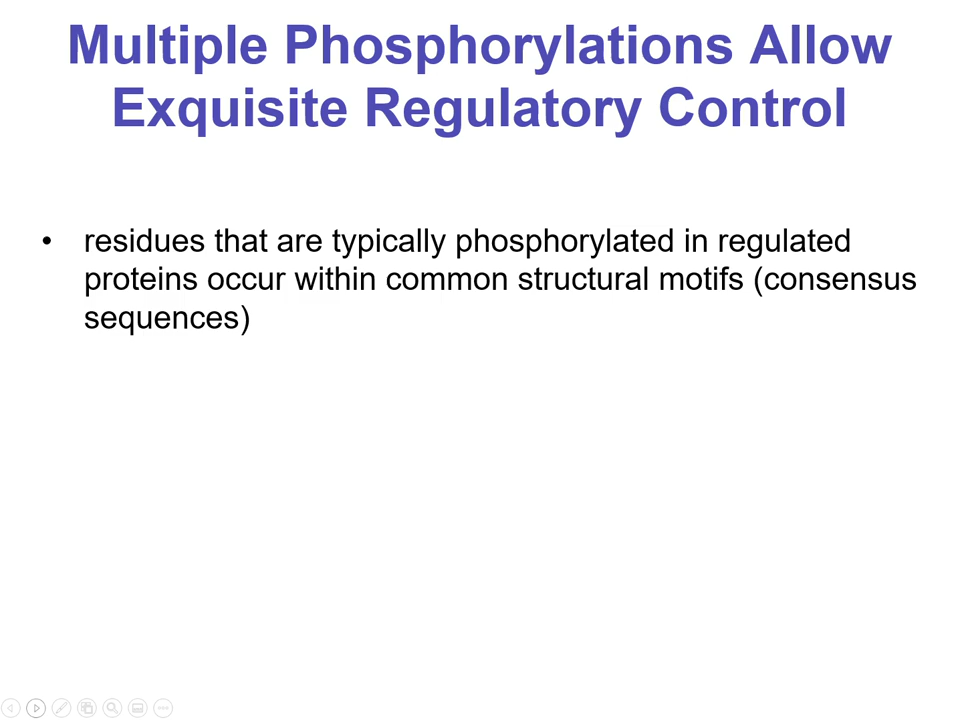 Multiple Phosphorylations Allow
Exquisite Regulatory Control
• residues that are typically phosphorylated in regulated
proteins occur within common structural motifs (consensus
sequences)